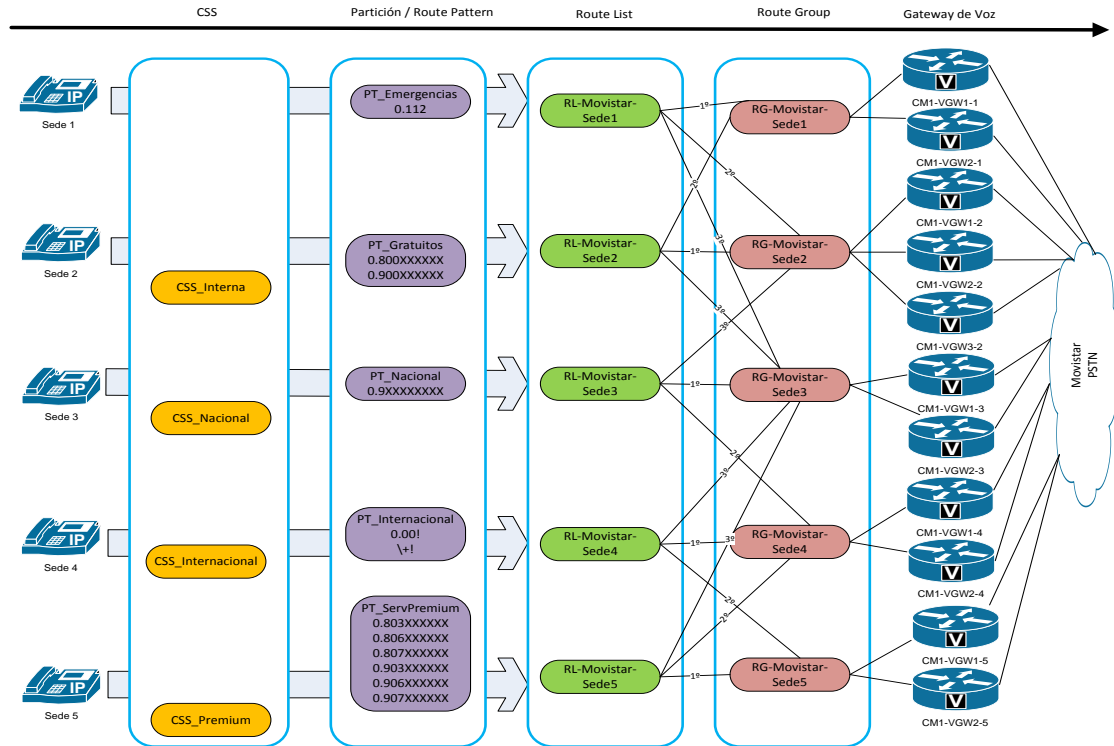 CSS
Partición / Route Pattern
Route List
Route Group
Gateway de Voz
IP
Sede 1
IP
Sede 2
IP
Sede 3
IP
Sede 4
IP
Sede 5
CSS_Interna
CSS_Nacional
CSS_Internacional
CSS_Premium
PT_Emergencias
0.112
PT_Gratuitos
0.800XXXXXX
0.900XXXXXX
PT_Nacional
0.9XXXXXXXX
PT_Internacional
0.00!
\+!
PT_ServPremium
0.803XXXXXX
0.806XXXXXX
0.807XXXXXX
0.903XXXXXX
0.906XXXXXX
0.907XXXXXX
RL-Movistar-
Sede1
RL-Movistar-
Sede2
RL-Movistar-
Sede3
RL-Movistar-
Sede4
RL-Movistar-
Sede5
1º
2º
3º
2º
1º
3º
3º
1º
2º
3º
1º
2º
3º
2º
1º
RG-Movistar-
Sede1
RG-Movistar-
Sede2
RG-Movistar-
Sede3
RG-Movistar-
Sede4
RG-Movistar-
Sede5
V
CM1-VGW1-1
V
CM1-VGW2-1
V
CM1-VGW1-2
V
CM1-VGW2-2
V
CM1-VGW3-2
V
CM1-VGW1-3
V
CM1-VGW2-3
V
CM1-VGW1-4
V
CM1-VGW2-4
V
CM1-VGW1-5
V
CM1-VGW2-5
Movistar
PSTN